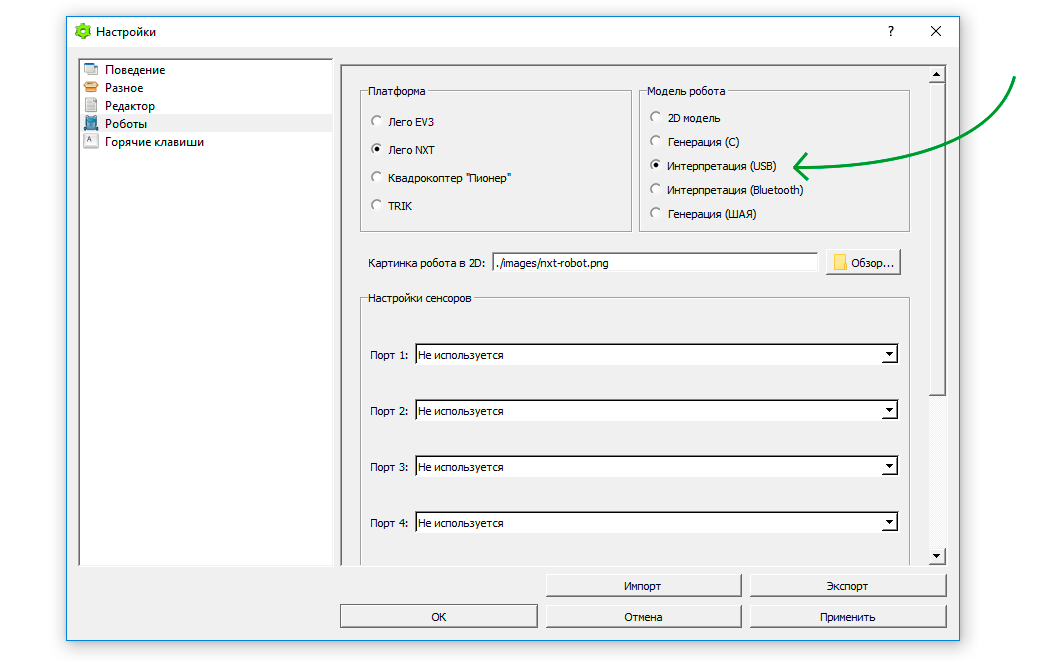 Настройки
?
Поведение
Разное
Редактор
Роботы
Горячие клавиши
Платформа
Лего EV3
Лего NXT
Квадрокоптер "Пионер"
TRIK
Модель робота
2D модель
Генерация (C)
Интерпретация (USB)
Интерпретация (Bluetooth)
Генерация (ШАЯ)
Картинка робота в 2D: ./images/nxt-robot.png Обзор...
Настройки сенсоров
Порт 1: Не используется
Порт 2: Не используется
Порт 3: Не используется
Порт 4: Не используется
Импорт Экспорт
ОК Отмена Применить